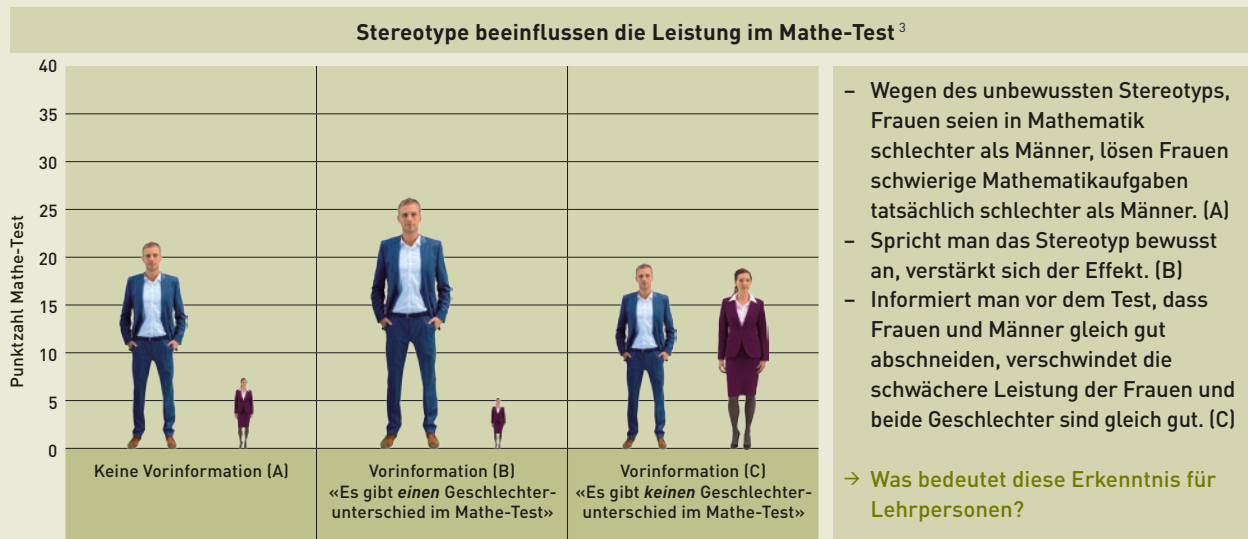 Stereotype beeinflussen die Leistung im Mathe-Test 3
Punktzahl Mathe-Test
40
35
30
25
20
15
10
5
0
Keine Vorinformation (A)
Vorinformation (B)
«Es gibt einen Geschlechter-
unterschied im Mathe-Test»
Vorinformation (C)
«Es gibt keinen Geschlechter-
unterschied im Mathe-Test»
– Wegen des unbewussten Stereotyps,
Frauen seien in Mathematik
schlechter als Männer, lösen Frauen
schwierige Mathematikaufgaben
tatsächlich schlechter als Männer. (A)
– Spricht man das Stereotyp bewusst
an, verstärkt sich der Effekt. (B)
– Informiert man vor dem Test, dass
Frauen und Männer gleich gut
abschneiden, verschwindet die
schwächere Leistung der Frauen und
beide Geschlechter sind gleich gut. (C)
→ Was bedeutet diese Erkenntnis für
Lehrpersonen?